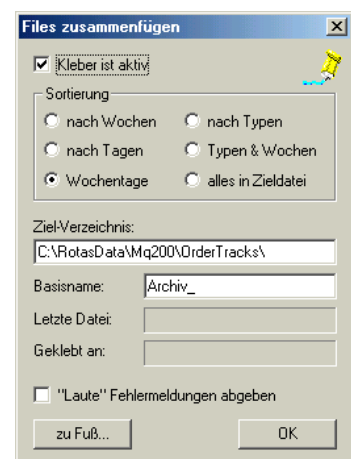 Files zusammenfügen
Kleber ist aktiv
Sortierung
nach Wochen
nach Typen
nach Tagen
Typen & Wochen
Wochentage
alles in Zieldatei
Ziel-Verzeichnis:
C:\RotasData\Mq200\OrderTracks\
Basisname:
Archiv_
Letzte Datei:
Geklebt an:
"Laute" Fehlermeldungen abgeben
zu Fuß...
OK